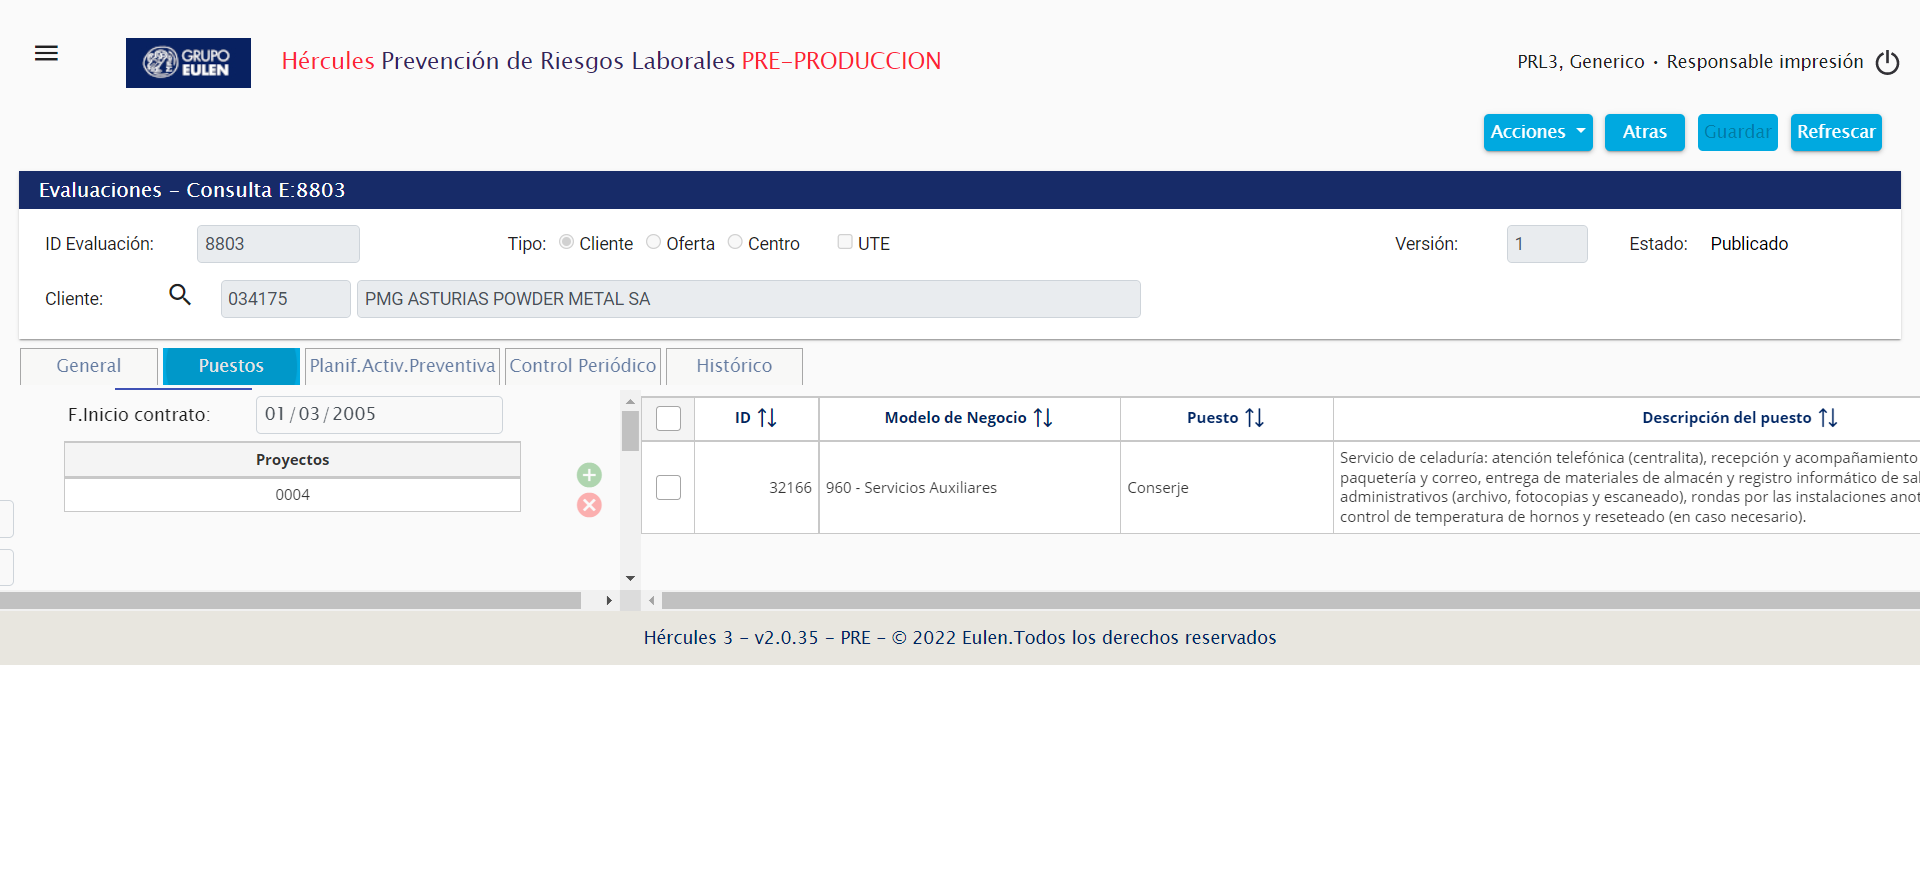 GRUPO
EULEN
Hércules Prevención de Riesgos Laborales PRE-PRODUCCION
PRL3, Generico • Responsable impresión
Acciones
Atras
Guardar
Refrescar
Evaluaciones - Consulta E:8803
ID Evaluación: 8803 Tipo: Cliente Oferta Centro UTE Versión: 1 Estado: Publicado
Cliente: 034175 PMG ASTURIAS POWDER METAL SA
General Puestos Planif.Activ.Preventiva Control Periódico Histórico
F.Inicio contrato: 01/03/2005
Proyectos
0004
ID Modelo de Negocio Puesto Descripción del puesto
32166 960 - Servicios Auxiliares Conserje
Servicio de celaduría: atención telefónica (centralita), recepción y acompañamiento
paquetería y correo, entrega de materiales de almacén y registro informático de sal
administrativos (archivo, fotocopias y escaneado), rondas por las instalaciones anot
control de temperatura de hornos y reseteado (en caso necesario).
Hércules 3 - v2.0.35 - PRE - © 2022 Eulen.Todos los derechos reservados